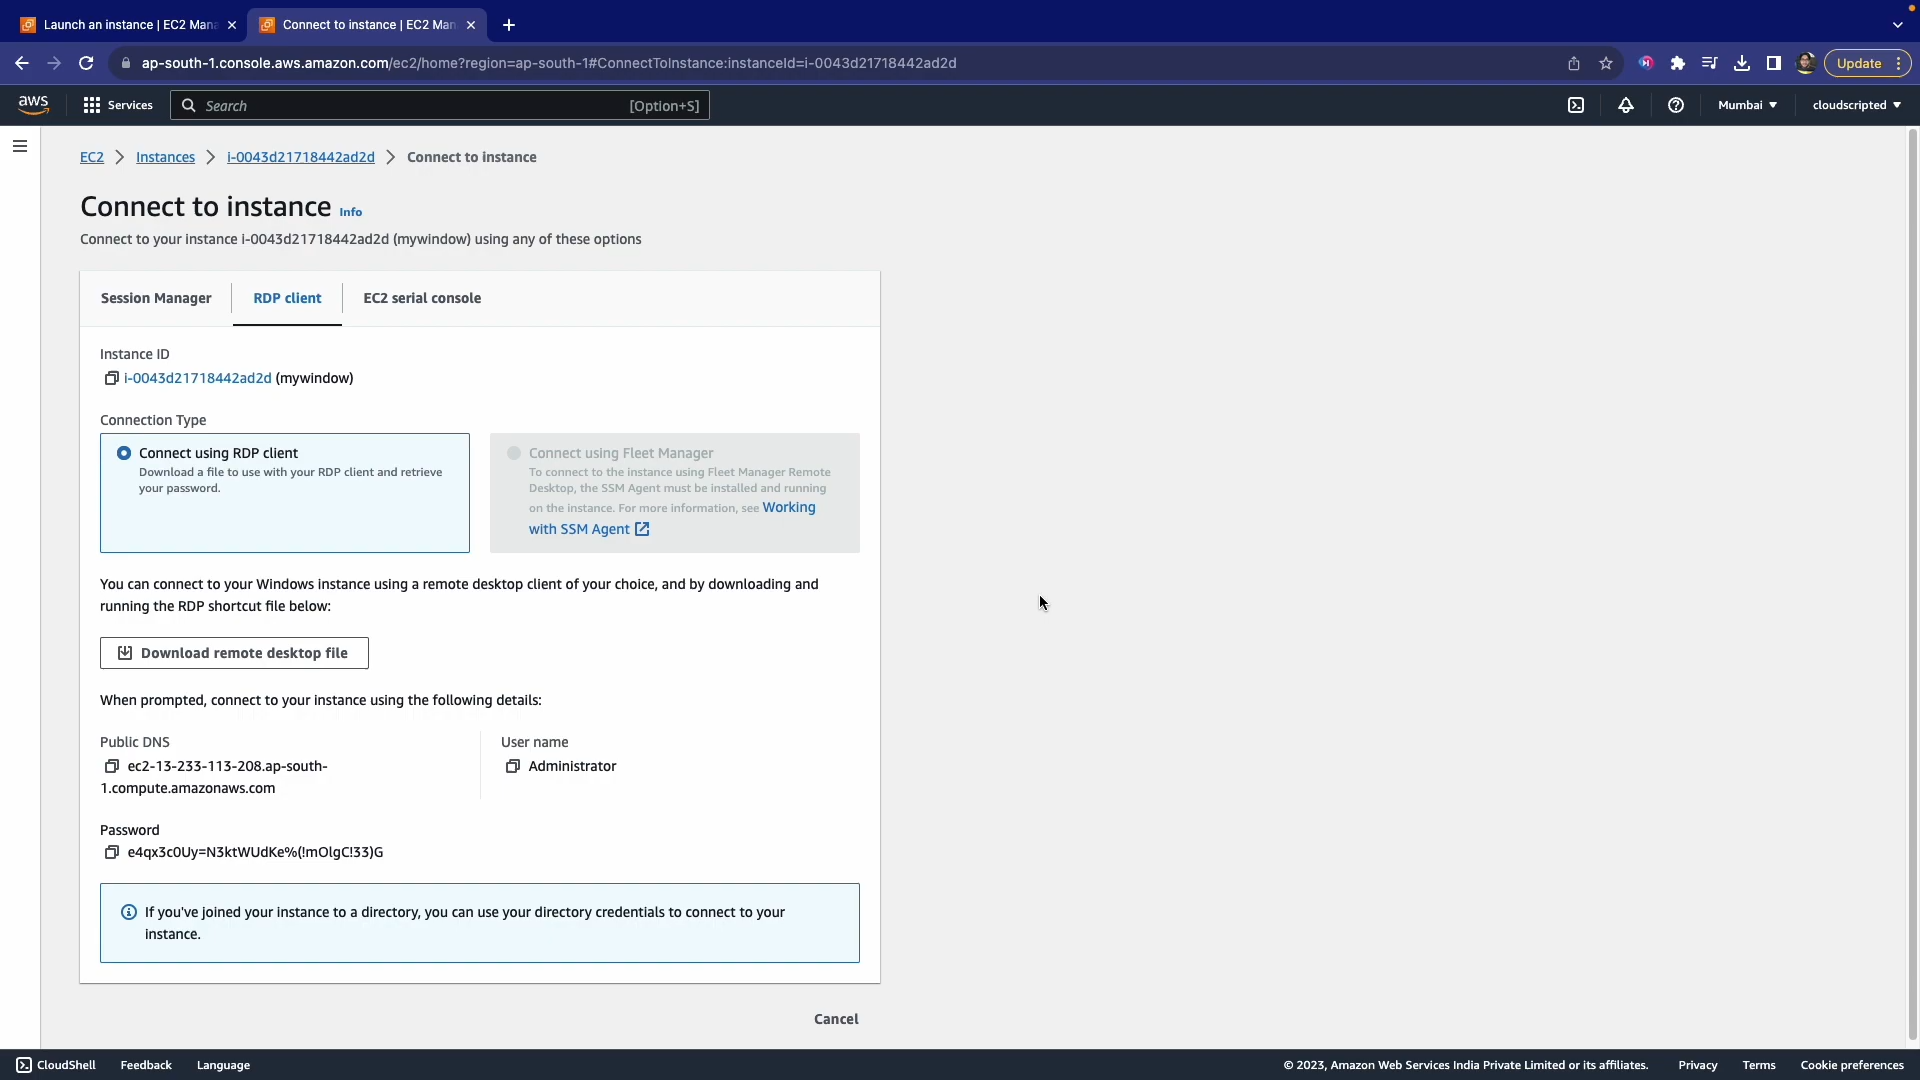 Launch an instance | EC2 Mana
Connect to instance | EC2 Man
ap-south-1.console.aws.amazon.com/ec2/home?region=ap-south-1#ConnectToInstance:instanceId=i-0043d21718442ad2d
Update
aws
Services
Search
[Option+S]
Mumbai
cloudscripted
EC2
Instances
i-0043d21718442ad2d
Connect to instance
Connect to instance Info
Connect to your instance i-0043d21718442ad2d (mywindow) using any of these options
Session Manager
RDP client
EC2 serial console
Instance ID
i-0043d21718442ad2d (mywindow)
Connection Type
Connect using RDP client
Download a file to use with your RDP client and retrieve
your password.
Connect using Fleet Manager
To connect to the instance using Fleet Manager Remote
Desktop, the SSM Agent must be installed and running
on the instance. For more information, see Working
with SSM Agent
You can connect to your Windows instance using a remote desktop client of your choice, and by downloading and
running the RDP shortcut file below:
Download remote desktop file
When prompted, connect to your instance using the following details:
Public DNS
ec2-13-233-113-208.ap-south-
1.compute.amazonaws.com
User name
Administrator
Password
e4qx3c0Uy=N3ktWUdKe%(!mOlgC!33)G
If you've joined your instance to a directory, you can use your directory credentials to connect to your
instance.
Cancel
CloudShell
Feedback
Language
© 2023, Amazon Web Services India Private Limited or its affiliates.
Privacy
Terms
Cookie preferences